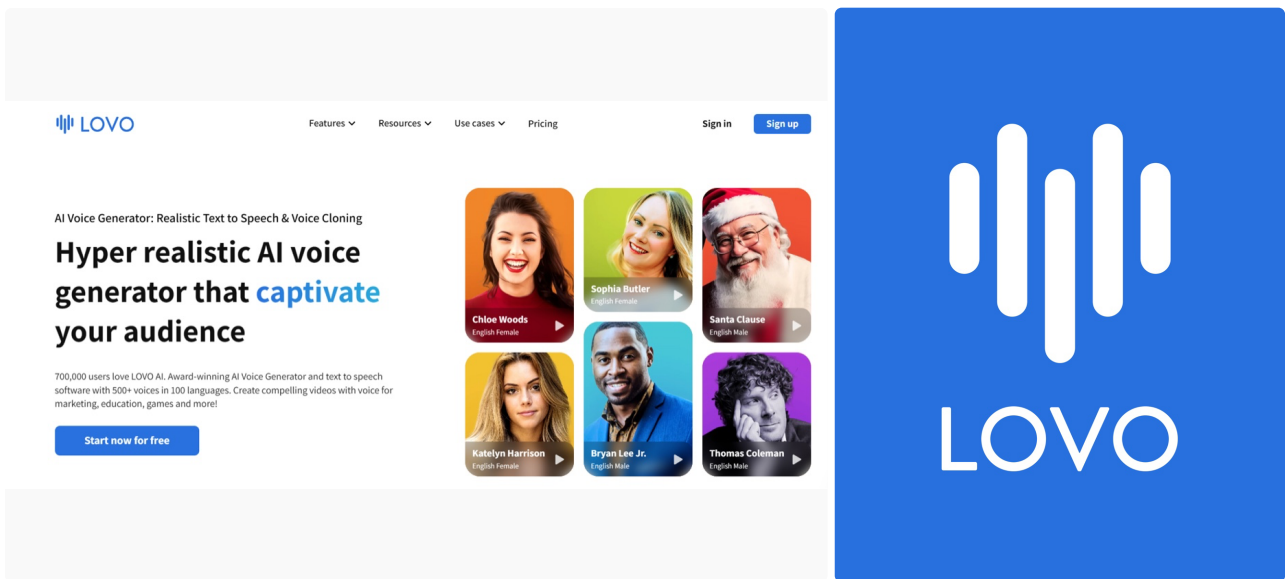 LOVO
Features
Resources
Use cases
Pricing
Sign in
Sign up
AI Voice Generator: Realistic Text to Speech & Voice Cloning
Hyper realistic AI voice
generator that captivate
your audience
700,000 users love LOVO AI. Award-winning AI Voice Generator and text to speech
software with 500+ voices in 100 languages. Create compelling videos with voice for
marketing, education, games and more!
Start now for free
Chloe Woods
English Female
Sophia Butler
English Female
Santa Clause
English Male
Katelyn Harrison
English Female
Bryan Lee Jr.
English Male
Thomas Coleman
English Male
LOVO